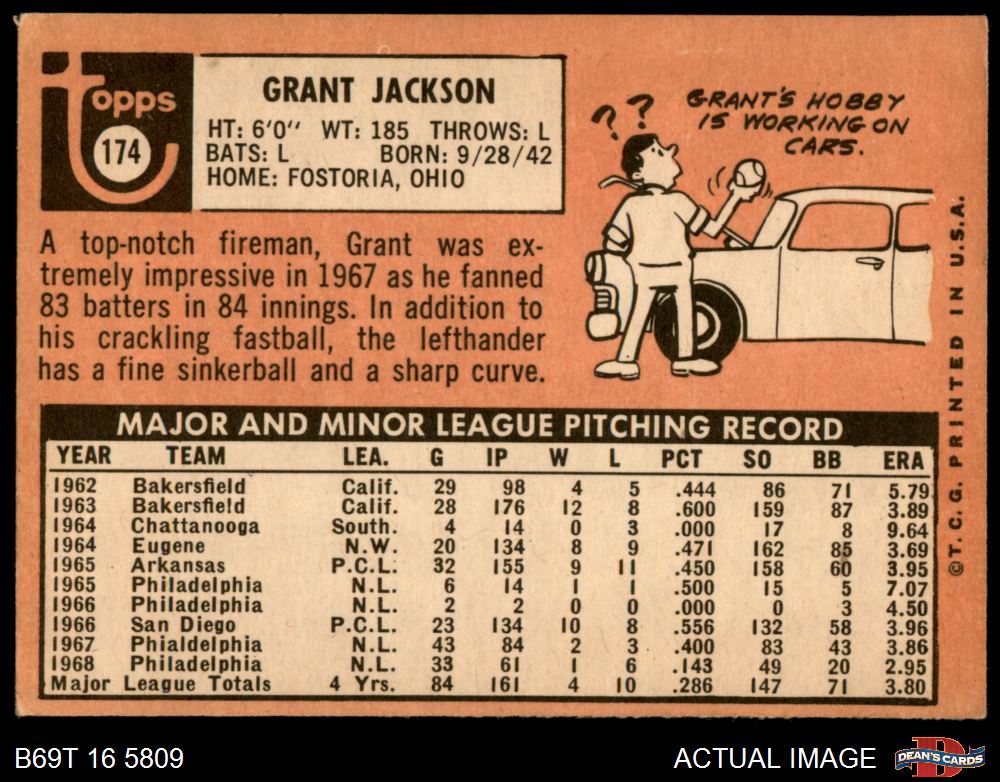 Topps
174
GRANT JACKSON
HT: 6'0" WT: 185 THROWS: L
BATS: L BORN: 9/28/42
HOME: FOSTORIA, OHIO
? ?
GRANT'S HOBBY
IS WORKING ON
CARS.
A top-notch fireman, Grant was ex-
tremely impressive in 1967 as he fanned
83 batters in 84 innings. In addition to
his crackling fastball, the lefthander
has a fine sinkerball and a sharp curve.
MAJOR AND MINOR LEAGUE PITCHING RECORD
YEAR TEAM LEA. G IP W L PCT SO BB ERA
1962 Bakersfield Calif. 29 98 4 5 .444 86 71 5.79
1963 Bakersfield Calif. 28 176 12 8 .600 159 87 3.89
1964 Chattanooga South. 4 14 0 3 .000 17 8 9.64
1964 Eugene N.W. 20 134 8 9 .471 162 85 3.69
1965 Arkansas P.C.L. 32 155 9 11 .450 158 60 3.95
1965 Philadelphia N.L. 6 14 1 1 .500 15 5 7.07
1966 Philadelphia N.L. 2 2 0 0 .000 0 3 4.50
1966 San Diego P.C.L. 23 134 10 8 .556 132 58 3.96
1967 Phialdelphia N.L. 43 84 2 3 .400 83 43 3.86
1968 Philadelphia N.L. 33 61 1 6 .143 49 20 2.95
Major League Totals 4 Yrs. 84 161 4 10 .286 147 71 3.80
©T. C. G. PRINTED IN U.S.A.
B69T 16 5809
ACTUAL IMAGE
D
DEAN'S CARDS